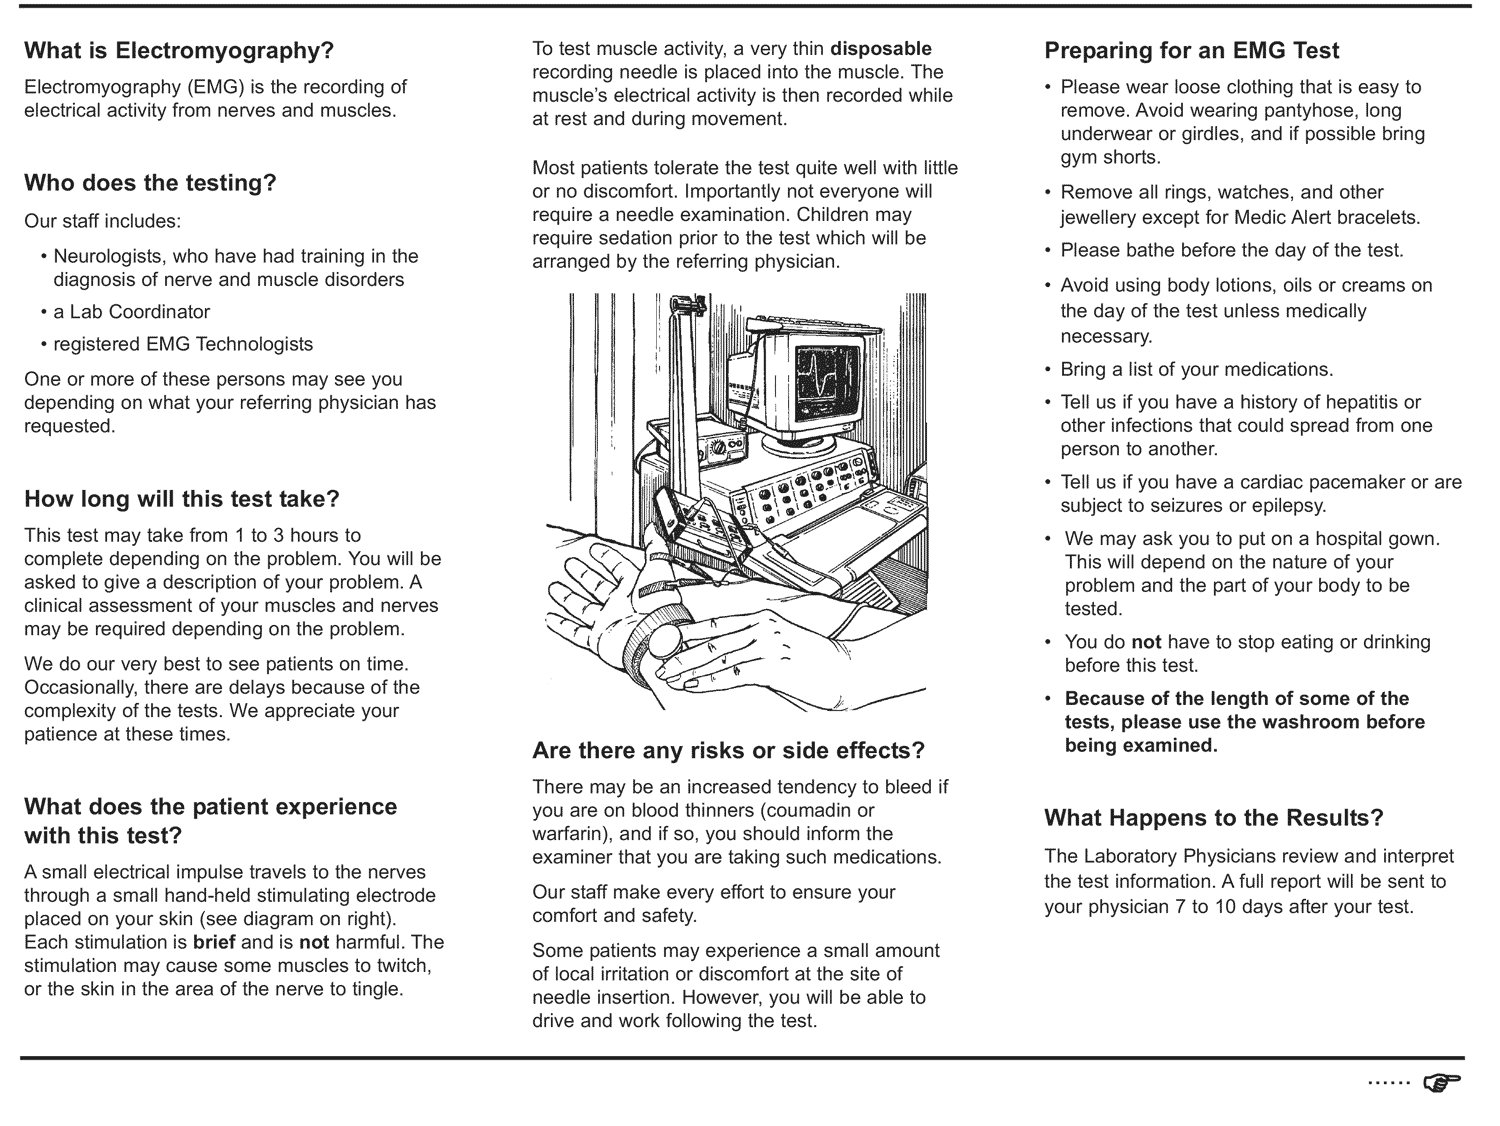 What is Electromyography?
Electromyography (EMG) is the recording of
electrical activity from nerves and muscles.
Who does the testing?
Our staff includes:
• Neurologists, who have had training in the
diagnosis of nerve and muscle disorders
• a Lab Coordinator
• registered EMG Technologists
One or more of these persons may see you
depending on what your referring physician has
requested.
How long will this test take?
This test may take from 1 to 3 hours to
complete depending on the problem. You will be
asked to give a description of your problem. A
clinical assessment of your muscles and nerves
may be required depending on the problem.
We do our very best to see patients on time.
Occasionally, there are delays because of the
complexity of the tests. We appreciate your
patience at these times.
What does the patient experience
with this test?
A small electrical impulse travels to the nerves
through a small hand-held stimulating electrode
placed on your skin (see diagram on right).
Each stimulation is brief and is not harmful. The
stimulation may cause some muscles to twitch,
or the skin in the area of the nerve to tingle.
To test muscle activity, a very thin disposable
recording needle is placed into the muscle. The
muscle's electrical activity is then recorded while
at rest and during movement.
Most patients tolerate the test quite well with little
or no discomfort. Importantly not everyone will
require a needle examination. Children may
require sedation prior to the test which will be
arranged by the referring physician.
Are there any risks or side effects?
There may be an increased tendency to bleed if
you are on blood thinners (coumadin or
warfarin), and if so, you should inform the
examiner that you are taking such medications.
Our staff make every effort to ensure your
comfort and safety.
Some patients may experience a small amount
of local irritation or discomfort at the site of
needle insertion. However, you will be able to
drive and work following the test.
Preparing for an EMG Test
• Please wear loose clothing that is easy to
remove. Avoid wearing pantyhose, long
underwear or girdles, and if possible bring
gym shorts.
• Remove all rings, watches, and other
jewellery except for Medic Alert bracelets.
• Please bathe before the day of the test.
• Avoid using body lotions, oils or creams on
the day of the test unless medically
necessary.
• Bring a list of your medications.
• Tell us if you have a history of hepatitis or
other infections that could spread from one
person to another.
• Tell us if you have a cardiac pacemaker or are
subject to seizures or epilepsy.
• We may ask you to put on a hospital gown.
This will depend on the nature of your
problem and the part of your body to be
tested.
• You do not have to stop eating or drinking
before this test.
• Because of the length of some of the
tests, please use the washroom before
being examined.
What Happens to the Results?
The Laboratory Physicians review and interpret
the test information. A full report will be sent to
your physician 7 to 10 days after your test.
......